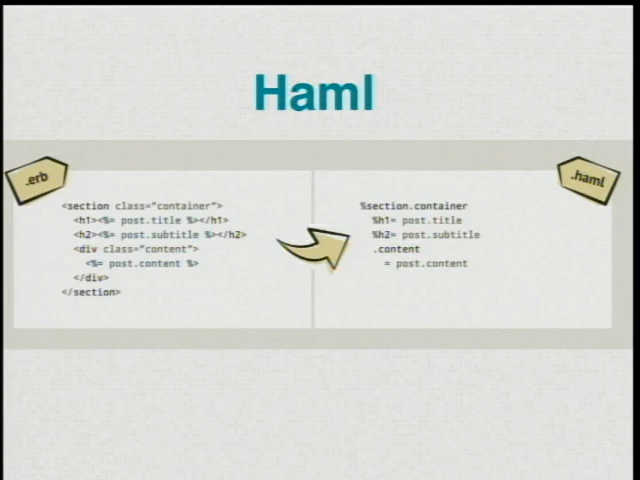 Haml
.erb
<section class="container">
<h1><%= post.title %></h1>
<h2><%= post.subtitle %></h2>
<div class="content">
<%= post.content %>
</div>
</section>
.haml
%section.container
%h1= post.title
%h2= post.subtitle
.content
= post.content